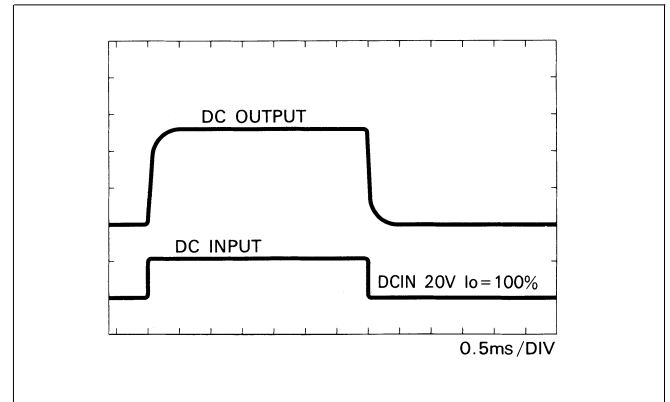 DC OUTPUT
DC INPUT
DCIN 20V Io=100%
0.5ms/DIV